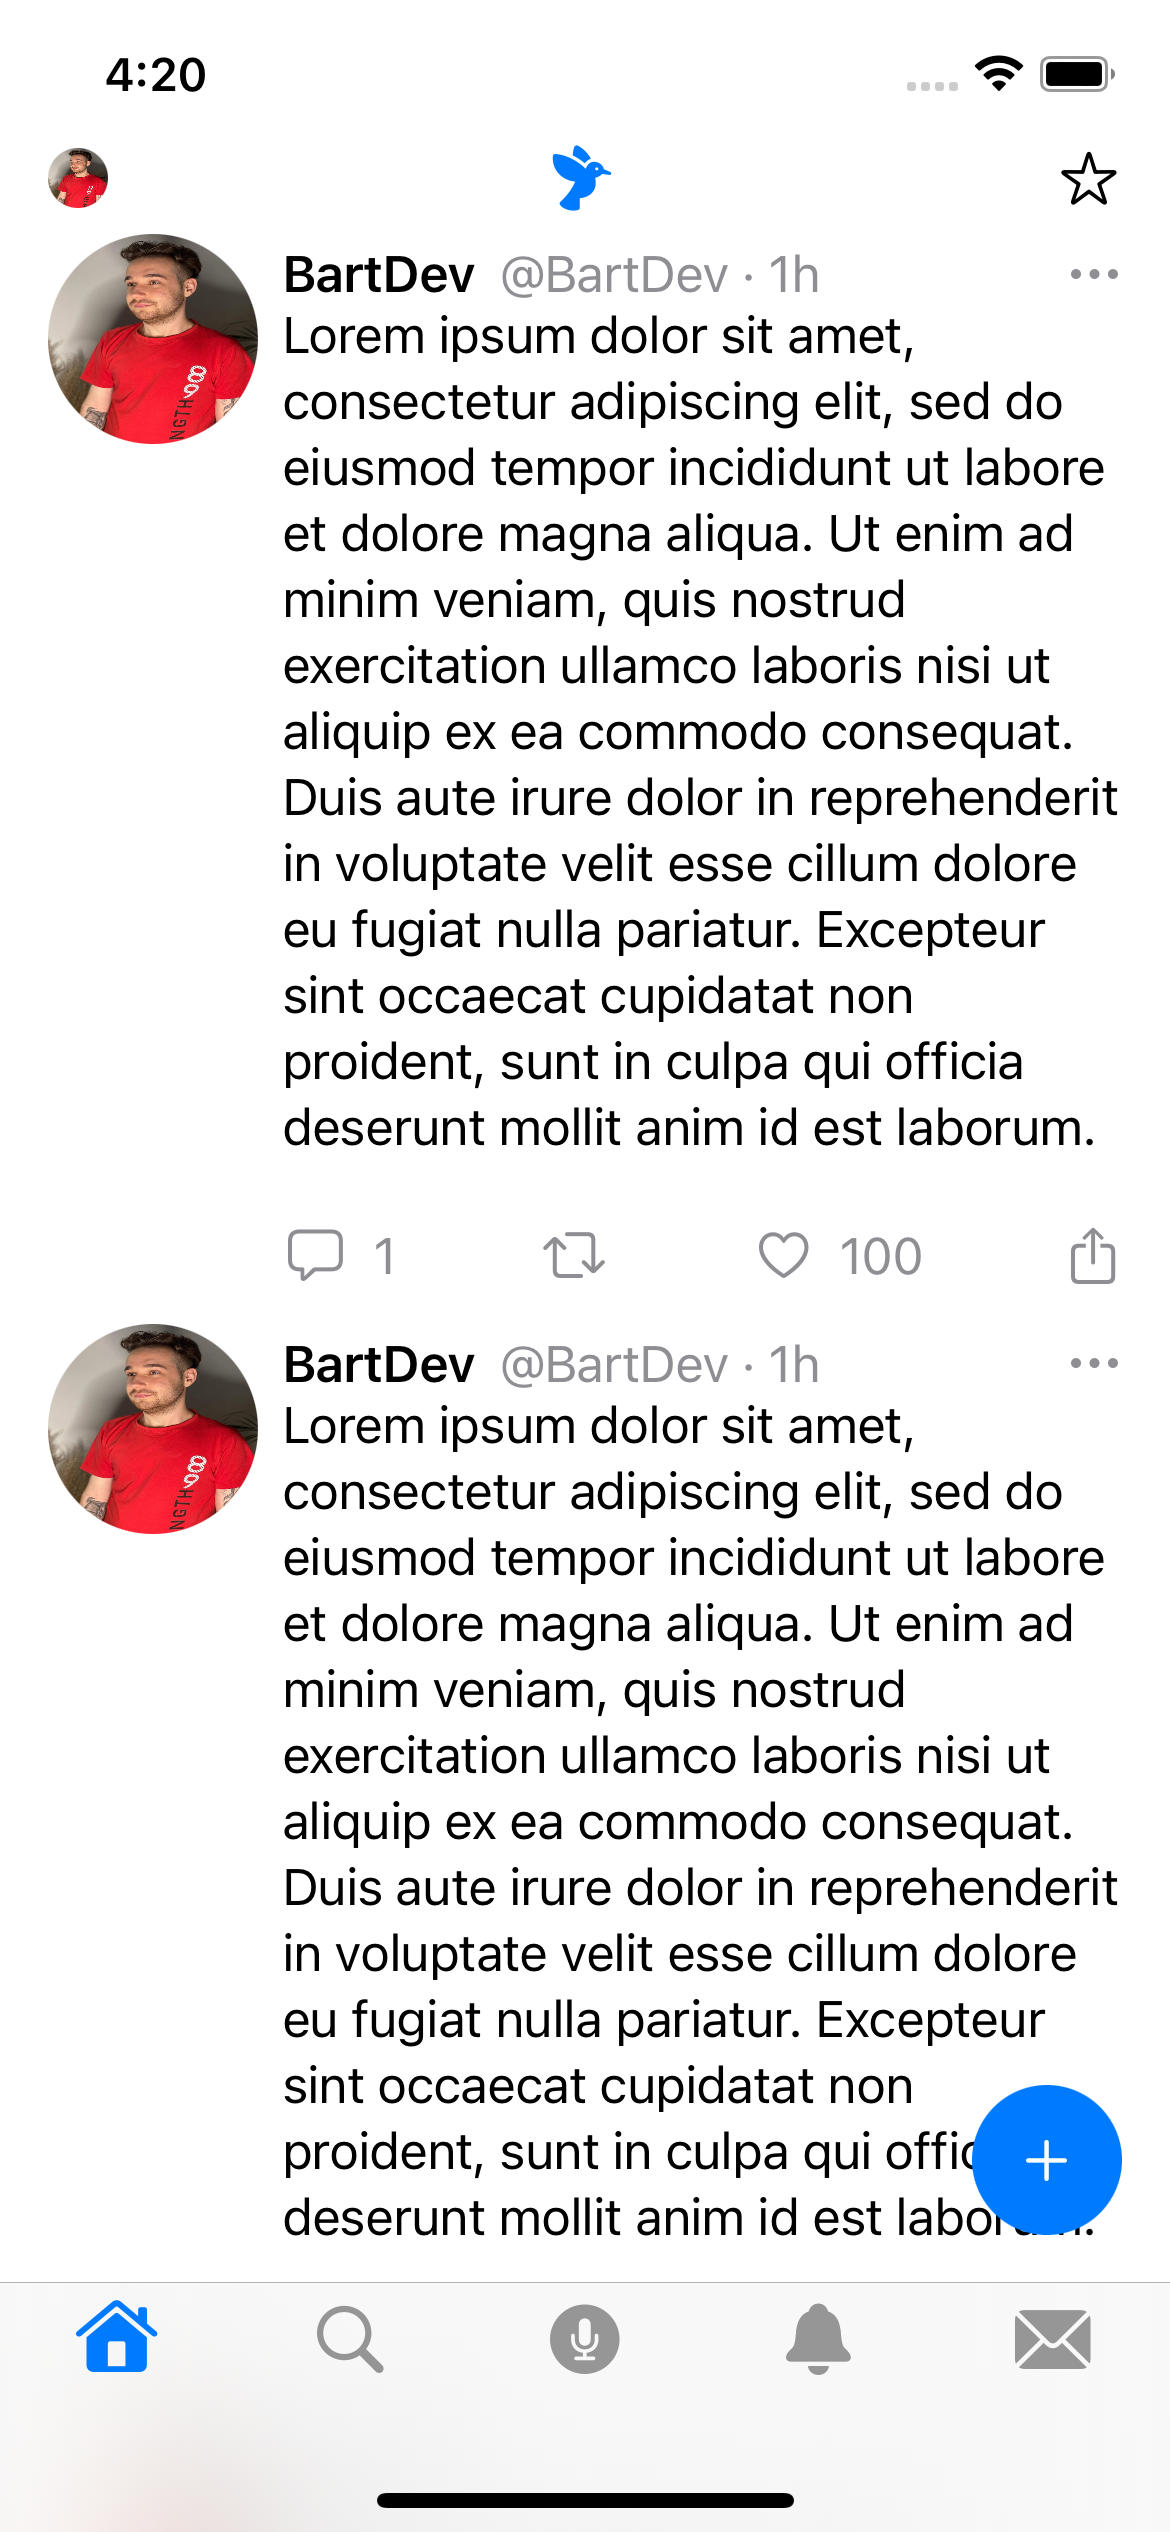 4:20
BartDev @BartDev · 1h
Lorem ipsum dolor sit amet,
consectetur adipiscing elit, sed do
eiusmod tempor incididunt ut labore
et dolore magna aliqua. Ut enim ad
minim veniam, quis nostrud
exercitation ullamco laboris nisi ut
aliquip ex ea commodo consequat.
Duis aute irure dolor in reprehenderit
in voluptate velit esse cillum dolore
eu fugiat nulla pariatur. Excepteur
sint occaecat cupidatat non
proident, sunt in culpa qui officia
deserunt mollit anim id est laborum.
1 100
BartDev @BartDev · 1h
Lorem ipsum dolor sit amet,
consectetur adipiscing elit, sed do
eiusmod tempor incididunt ut labore
et dolore magna aliqua. Ut enim ad
minim veniam, quis nostrud
exercitation ullamco laboris nisi ut
aliquip ex ea commodo consequat.
Duis aute irure dolor in reprehenderit
in voluptate velit esse cillum dolore
eu fugiat nulla pariatur. Excepteur
sint occaecat cupidatat non
proident, sunt in culpa qui
deserunt mollit anim id est